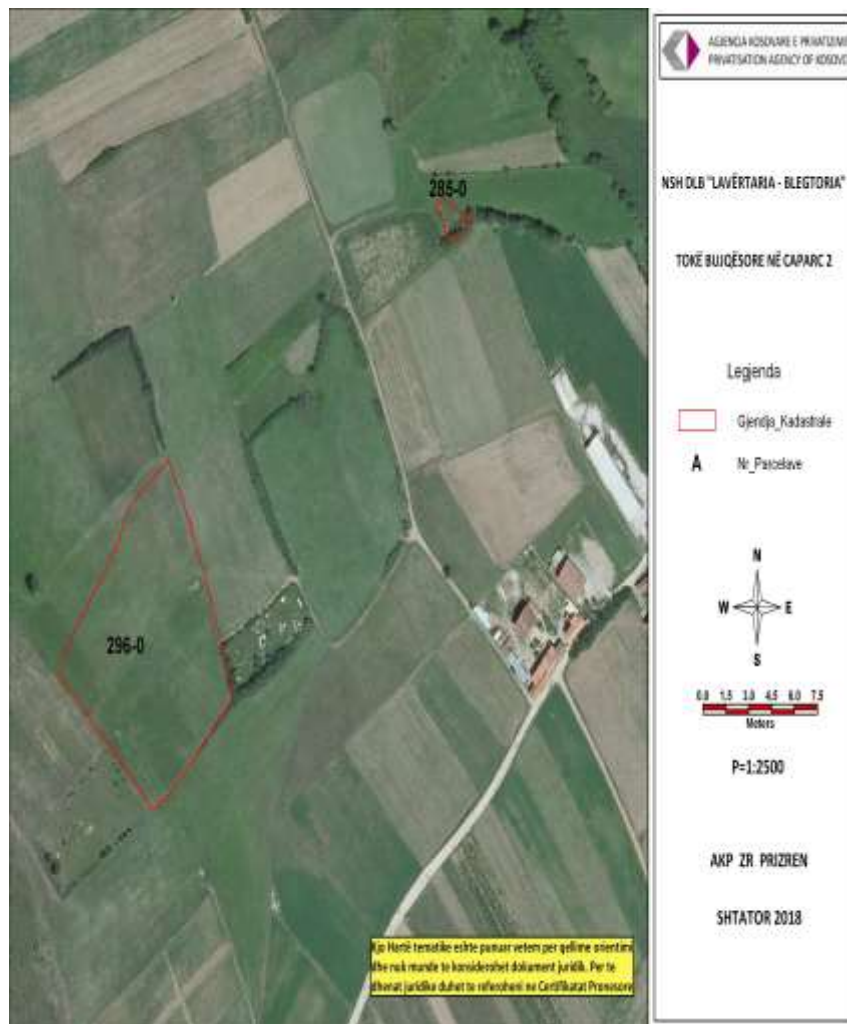 AGJENCIA KOSOVARE E PRIVATIZIMIT
PRIVATISATION AGENCY OF KOSOVO
NSH DLB "LAVËRTARIA - BLEGTORIA"
TOKË BUJQËSORE NË CAPARC 2
Legjenda
Gjendja_Kadastrale
A Nr_Parcelave
N
W E
S
0.0 1.5 3.0 4.5 6.0 7.5
Meters
P=1:2500
AKP ZR PRIZREN
SHTATOR 2018
285-0
296-0
Kjo Hartë tematike eshte punuar vetem per qellime orientimi
dhe nuk munde te konsiderohet dokument juridik. Per te
dhenat juridike duhet te referoheni ne Certifikatat Pronesore